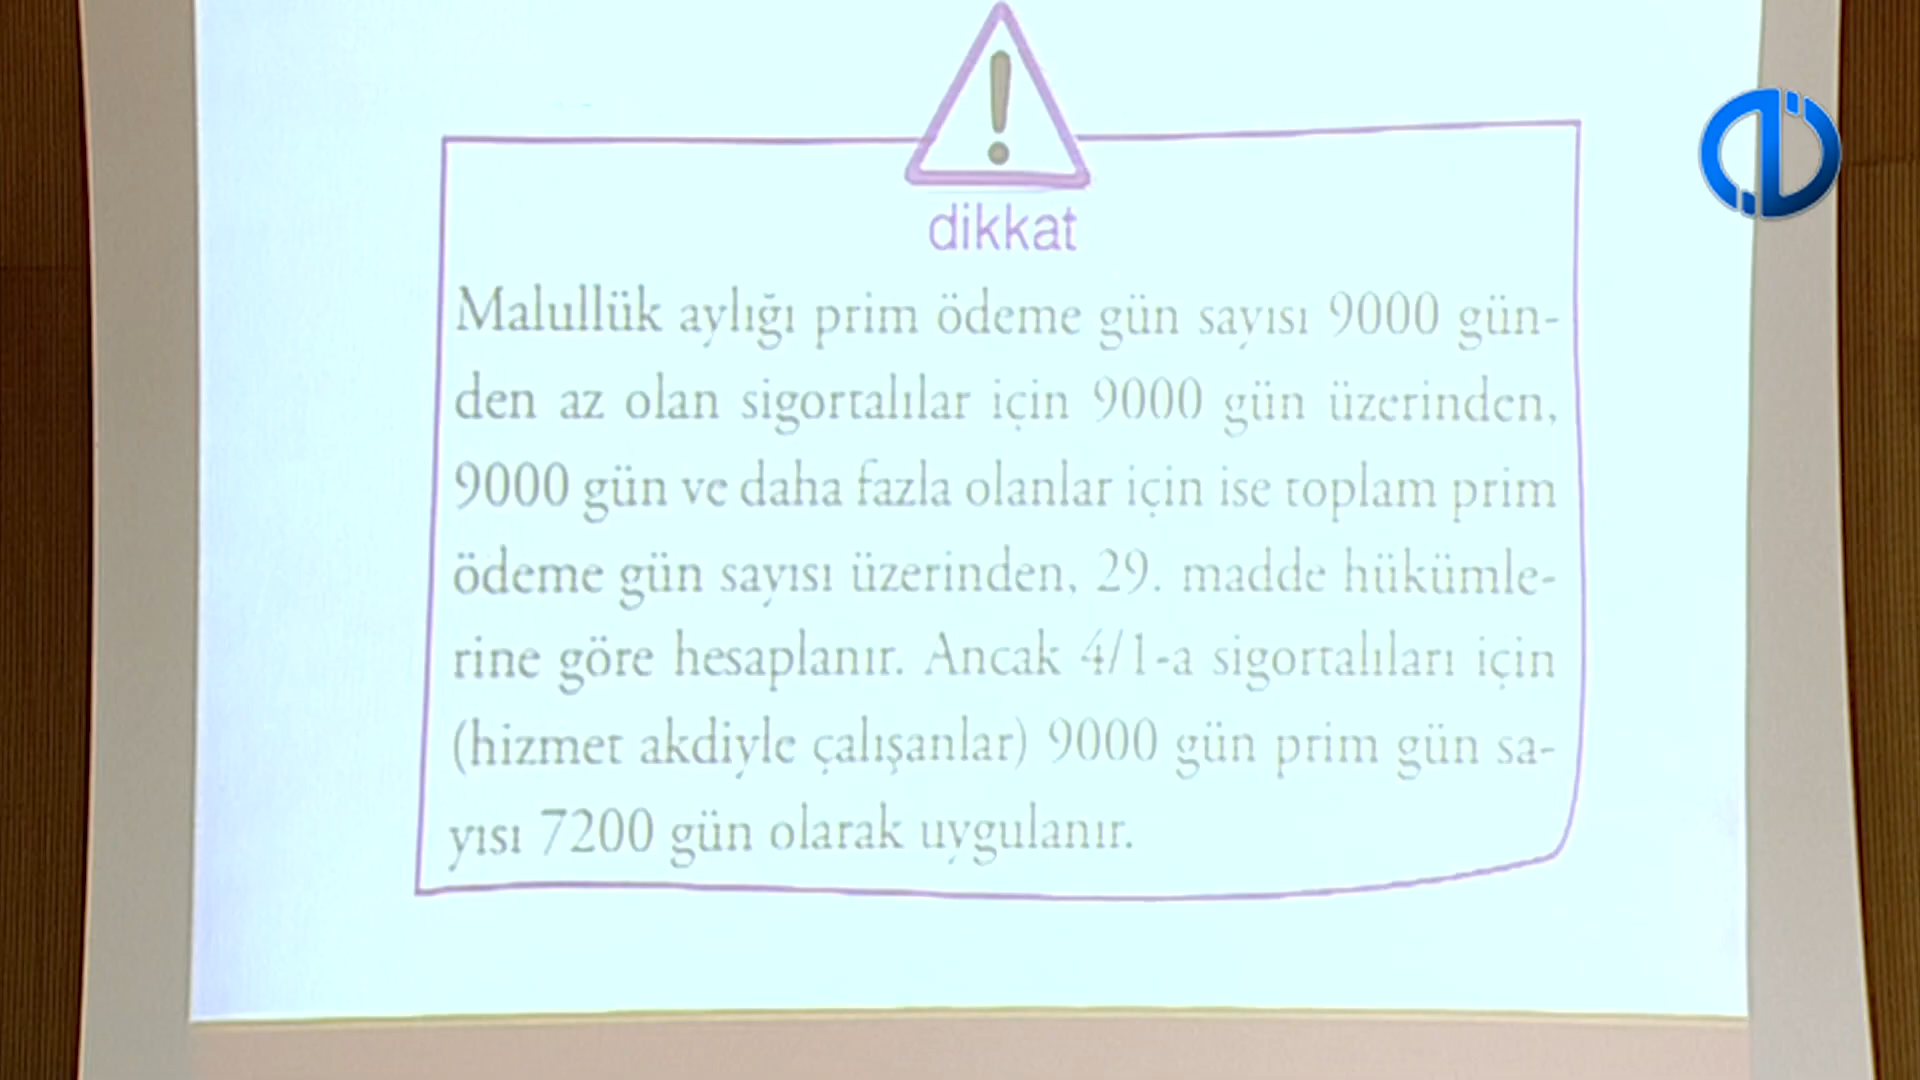 dikkat
Malullük aylığı prim ödeme gün sayısı 9000 gün-
den az olan sigortalılar için 9000 gün üzerinden,
9000 gün ve daha fazla olanlar için ise toplam prim
ödeme gün sayısı üzerinden, 29. madde hükümle-
rine göre hesaplanır. Ancak 4/1-a sigortalıları için
(hizmet akdiyle çalışanlar) 9000 gün prim gün sa-
yısı 7200 gün olarak uygulanır.